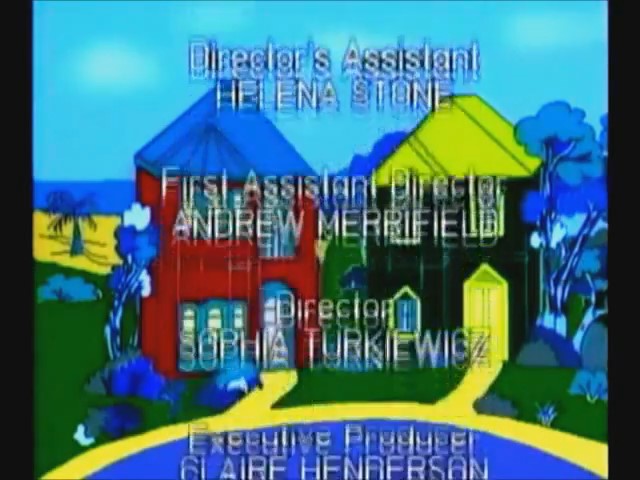 Director's Assistant
HELENA STONE
First Assistant Director
ANDREW MERRIFIELD
Director
SOPHIA TURKIEWICZ
Executive Producer
CLAIRE HENDERSON